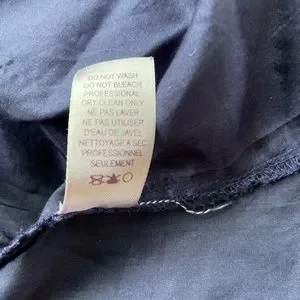 DO NOT WASH
DO NOT BLEACH
PROFESSIONAL
DRY CLEAN ONLY
NE PAS LAVER
NE PAS UTILISER
D'EAU DE JAVEL
NETTOYAGE A SEC
PROFESSIONNEL
SEULEMENT